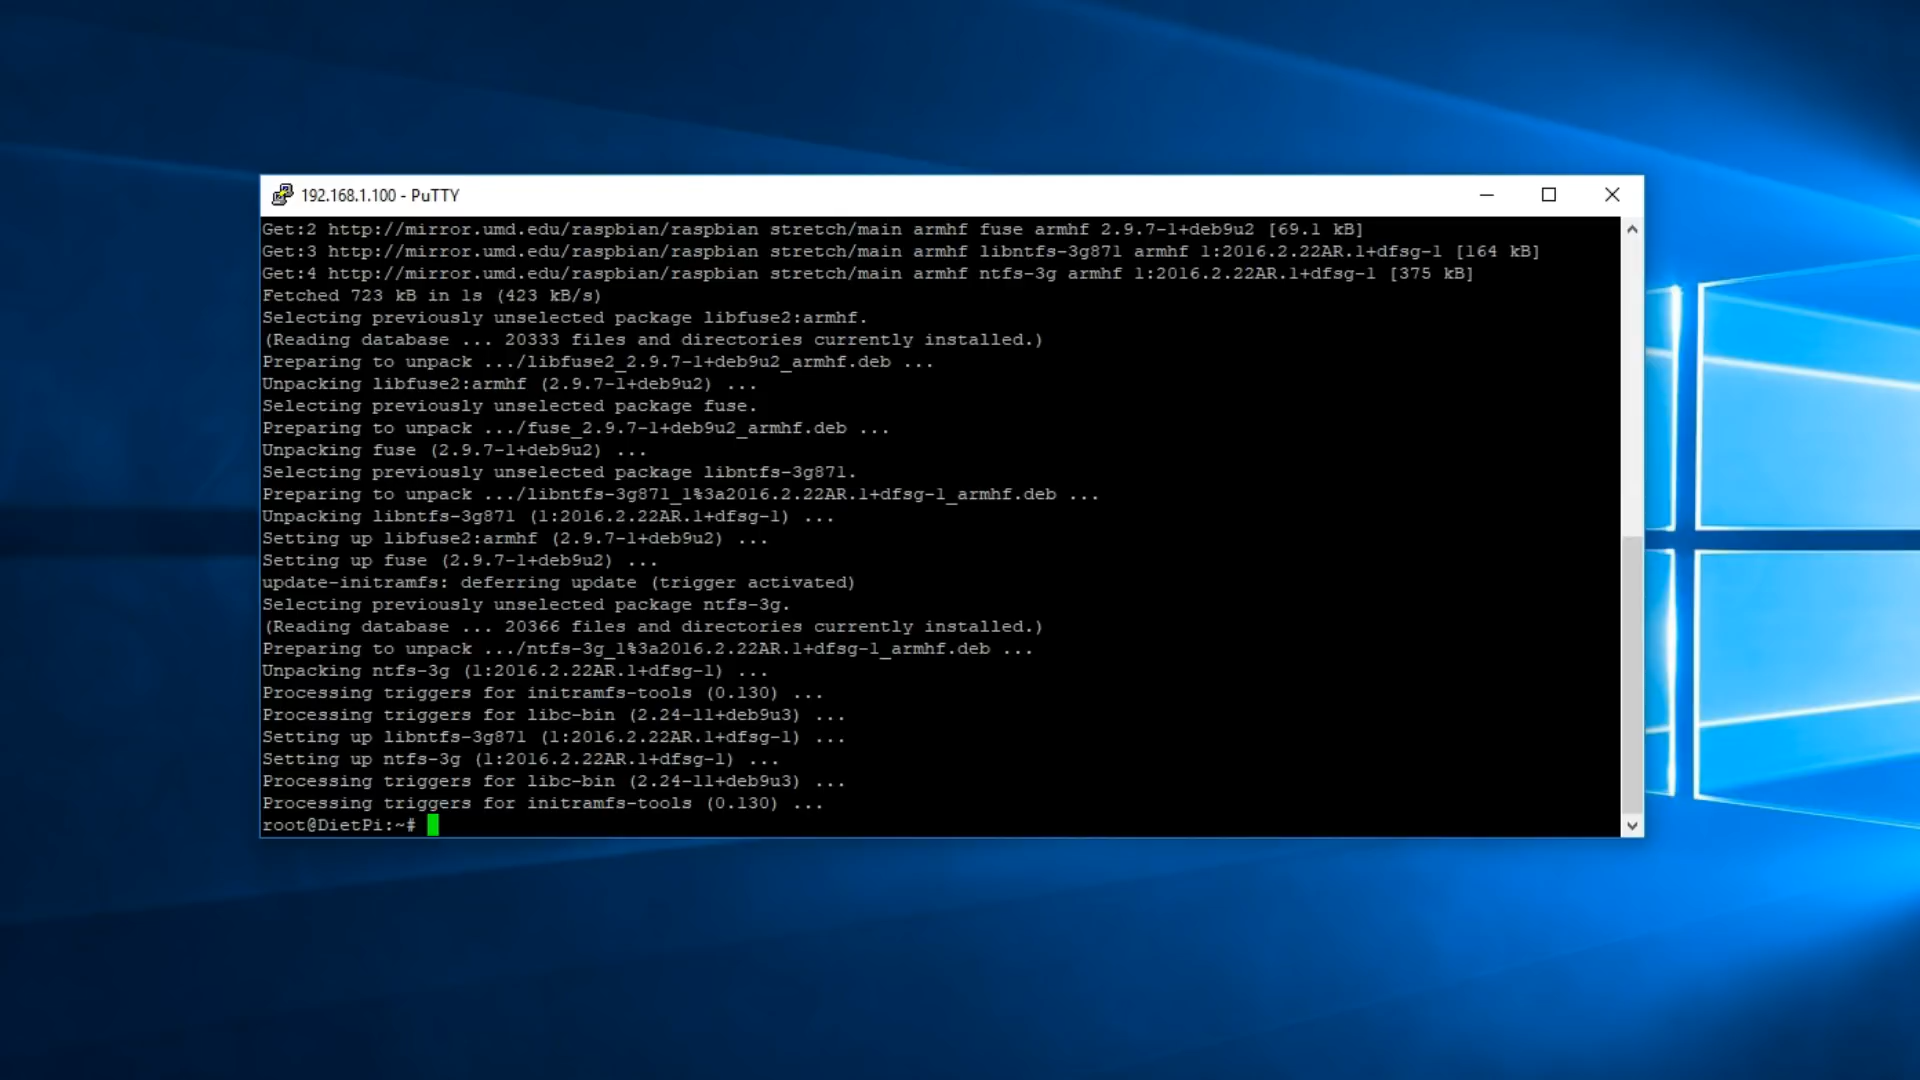 192.168.1.100 - PuTTY
Get:2 http://mirror.umd.edu/raspbian/raspbian stretch/main armhf fuse armhf 2.9.7-1+deb9u2 [69.1 kB]
Get:3 http://mirror.umd.edu/raspbian/raspbian stretch/main armhf libntfs-3g871 armhf 1:2016.2.22AR.1+dfsg-1 [164 kB]
Get:4 http://mirror.umd.edu/raspbian/raspbian stretch/main armhf ntfs-3g armhf 1:2016.2.22AR.1+dfsg-1 [375 kB]
Fetched 723 kB in 1s (423 kB/s)
Selecting previously unselected package libfuse2:armhf.
(Reading database ... 20333 files and directories currently installed.)
Preparing to unpack .../libfuse2_2.9.7-1+deb9u2_armhf.deb ...
Unpacking libfuse2:armhf (2.9.7-1+deb9u2) ...
Selecting previously unselected package fuse.
Preparing to unpack .../fuse_2.9.7-1+deb9u2_armhf.deb ...
Unpacking fuse (2.9.7-1+deb9u2) ...
Selecting previously unselected package libntfs-3g871.
Preparing to unpack .../libntfs-3g871_1%3a2016.2.22AR.1+dfsg-1_armhf.deb ...
Unpacking libntfs-3g871 (1:2016.2.22AR.1+dfsg-1) ...
Setting up libfuse2:armhf (2.9.7-1+deb9u2) ...
Setting up fuse (2.9.7-1+deb9u2) ...
update-initramfs: deferring update (trigger activated)
Selecting previously unselected package ntfs-3g.
(Reading database ... 20366 files and directories currently installed.)
Preparing to unpack .../ntfs-3g_1%3a2016.2.22AR.1+dfsg-1_armhf.deb ...
Unpacking ntfs-3g (1:2016.2.22AR.1+dfsg-1) ...
Processing triggers for initramfs-tools (0.130) ...
Processing triggers for libc-bin (2.24-11+deb9u3) ...
Setting up libntfs-3g871 (1:2016.2.22AR.1+dfsg-1) ...
Setting up ntfs-3g (1:2016.2.22AR.1+dfsg-1) ...
Processing triggers for libc-bin (2.24-11+deb9u3) ...
Processing triggers for initramfs-tools (0.130) ...
root@DietPi:~#